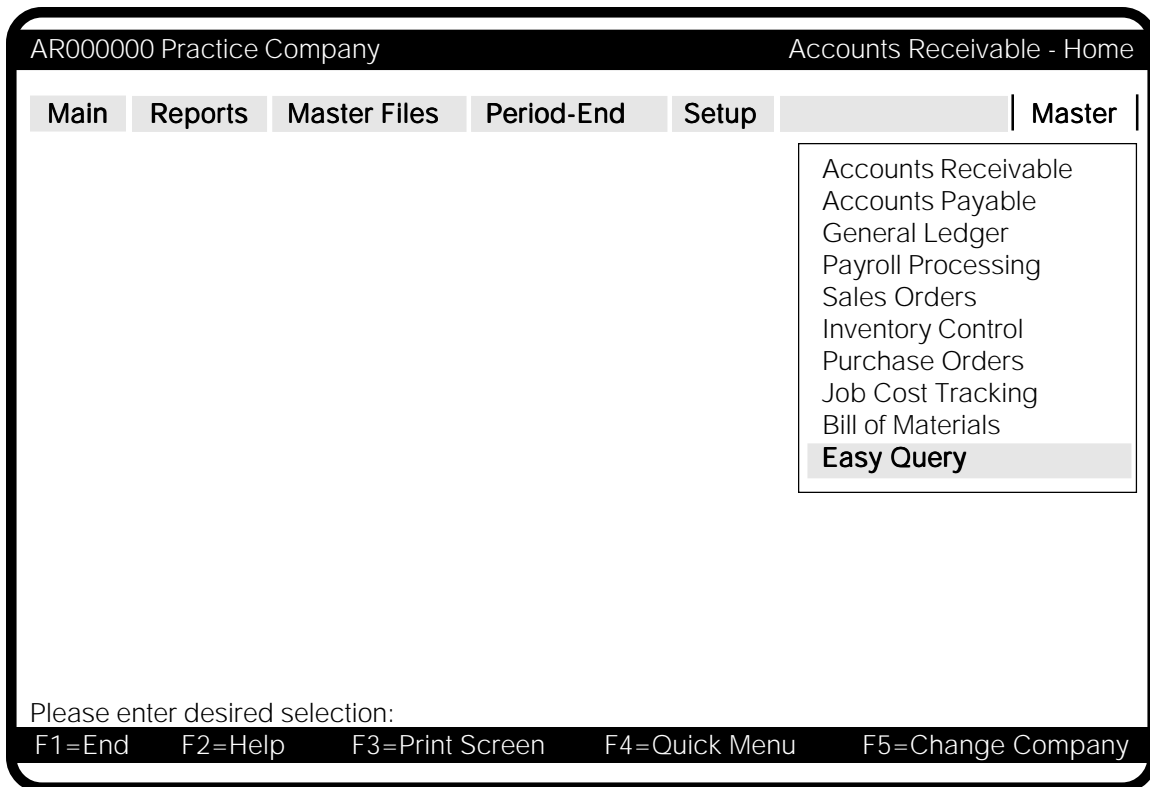 AR000000 Practice Company Accounts Receivable - Home
Main Reports Master Files Period-End Setup Master
Accounts Receivable
Accounts Payable
General Ledger
Payroll Processing
Sales Orders
Inventory Control
Purchase Orders
Job Cost Tracking
Bill of Materials
Easy Query
Please enter desired selection:
F1=End F2=Help F3=Print Screen F4=Quick Menu F5=Change Company